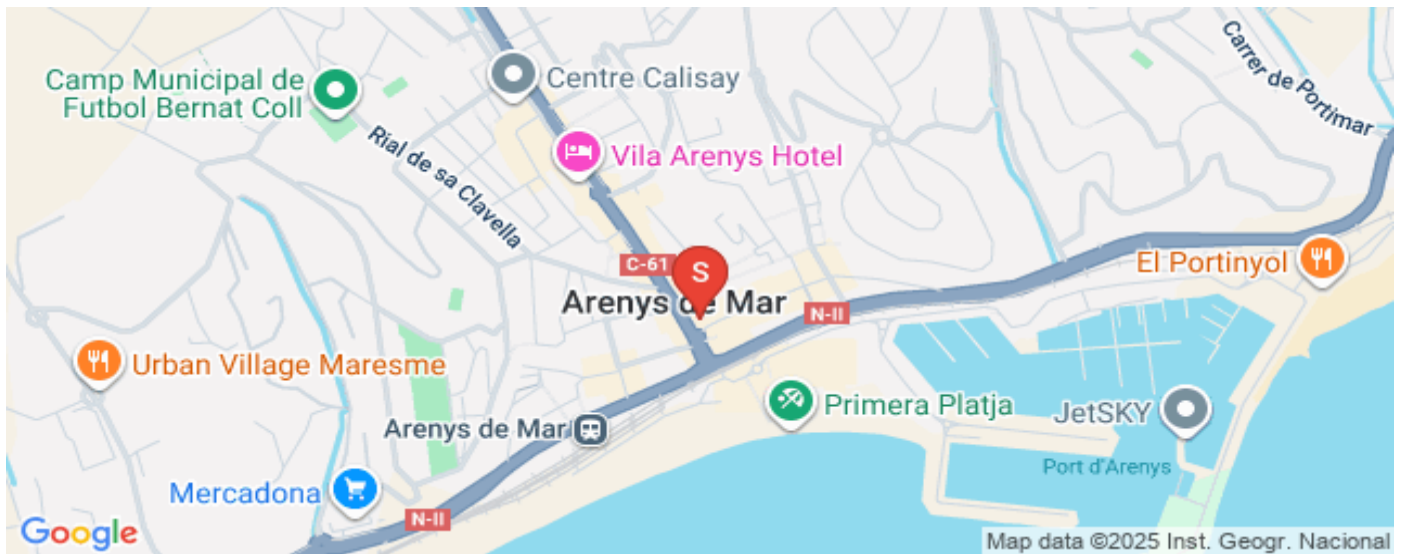 Camp Municipal de
Futbol Bernat Coll
Centre Calisay
Carrer de Portimar
Rial de sa Clavella
Vila Arenys Hotel
C-61
S
El Portinyol
Arenys de Mar
N-II
Urban Village Maresme
Primera Platja
JetSKY
Arenys de Mar
Port d'Arenys
Mercadona
N-II
Google
Map data ©2025 Inst. Geogr. Nacional